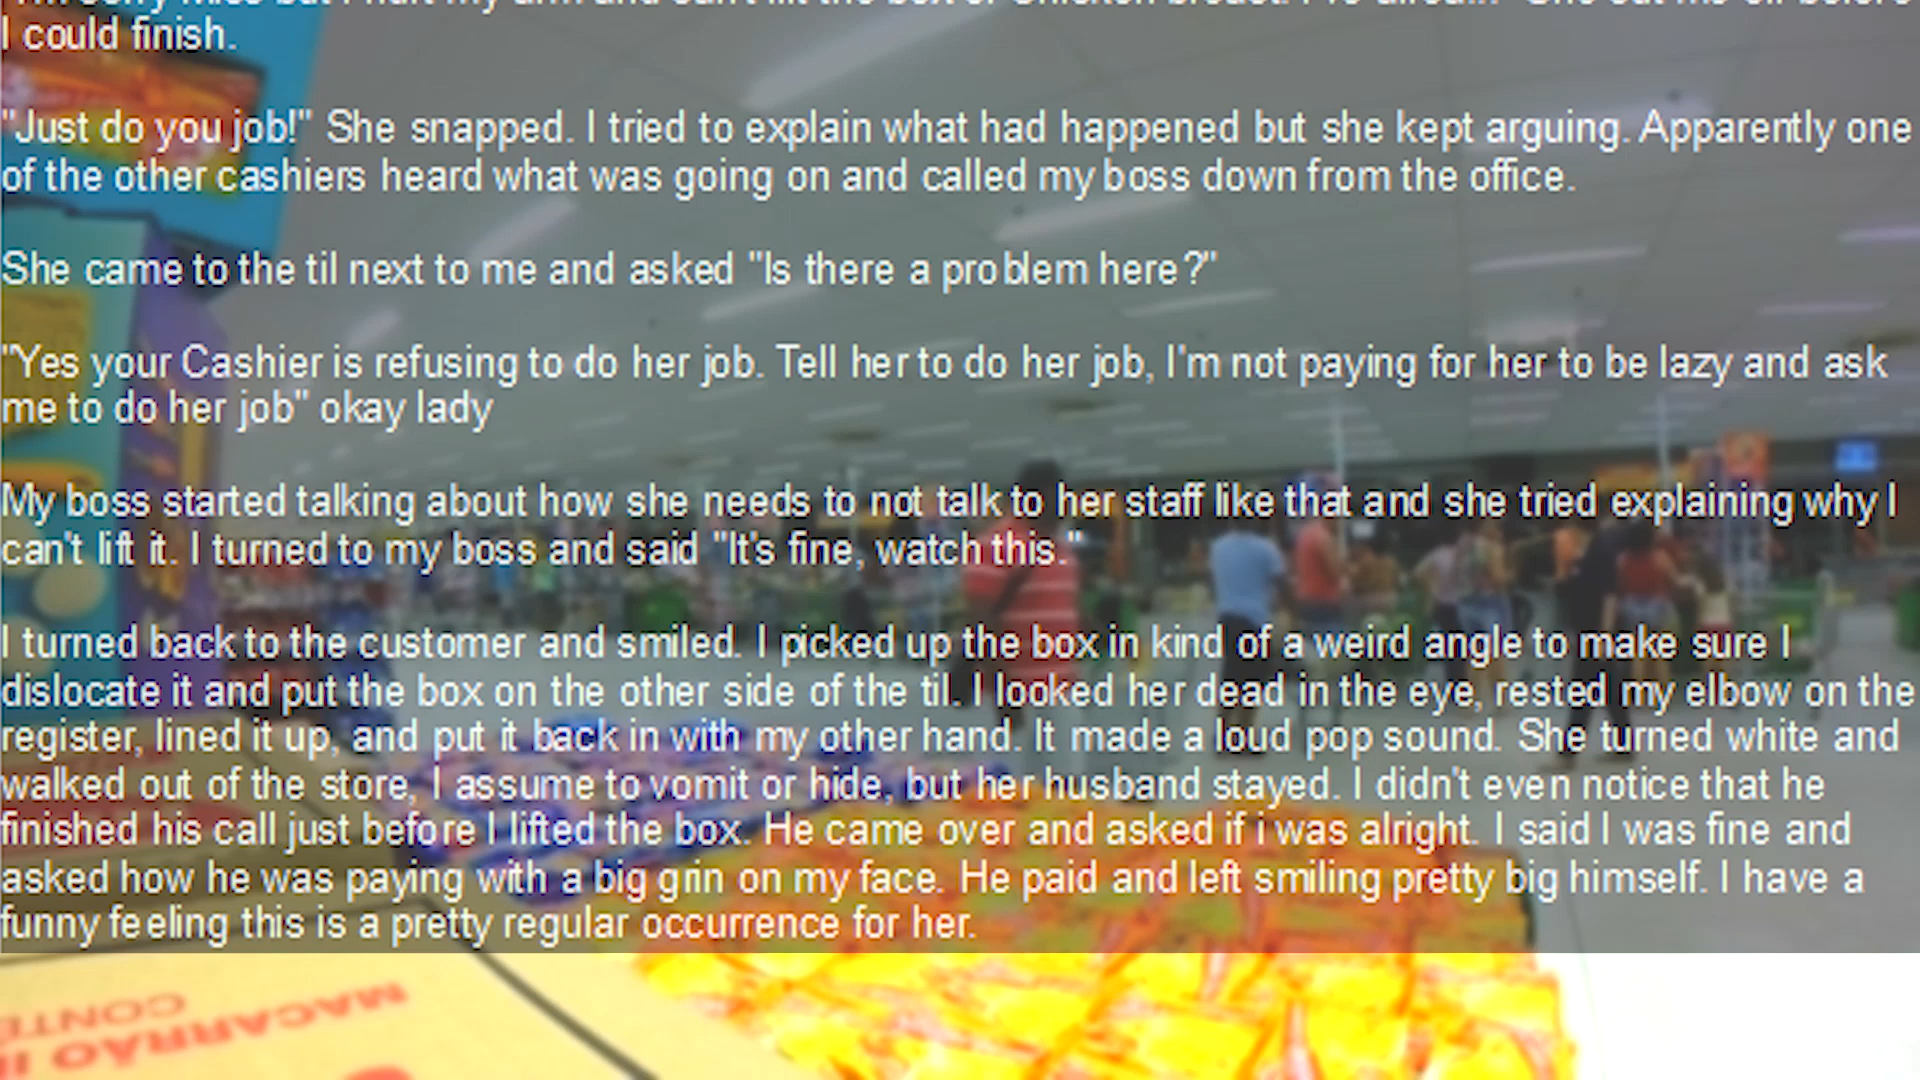 I could finish.
"Just do you job!" She snapped. I tried to explain what had happened but she kept arguing. Apparently one
of the other cashiers heard what was going on and called my boss down from the office.
She came to the til next to me and asked "Is there a problem here?"
"Yes your Cashier is refusing to do her job. Tell her to do her job, I'm not paying for her to be lazy and ask
me to do her job" okay lady
My boss started talking about how she needs to not talk to her staff like that and she tried explaining why I
can't lift it. I turned to my boss and said "It's fine, watch this."
I turned back to the customer and smiled. I picked up the box in kind of a weird angle to make sure I
dislocate it and put the box on the other side of the til. I looked her dead in the eye, rested my elbow on the
register, lined it up, and put it back in with my other hand. It made a loud pop sound. She turned white and
walked out of the store, I assume to vomit or hide, but her husband stayed. I didn't even notice that he
finished his call just before I lifted the box. He came over and asked if i was alright. I said I was fine and
asked how he was paying with a big grin on my face. He paid and left smiling pretty big himself. I have a
funny feeling this is a pretty regular occurrence for her.
MACARRÃO